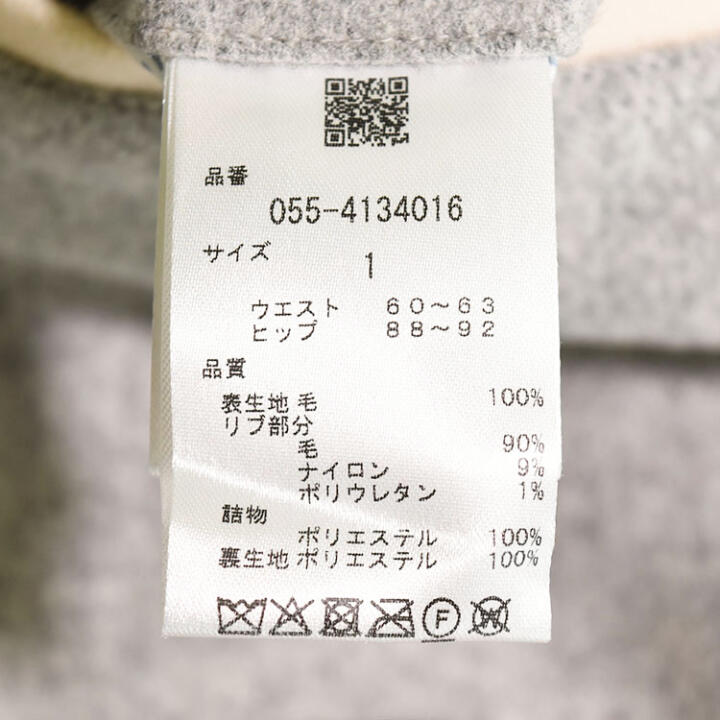 品番
055-4134016
サイズ
1
ウエスト 60～63
ヒップ 88～92
品質
表生地 毛 100%
リブ部分
毛 90%
ナイロン 9%
ポリウレタン 1%
詰物
ポリエステル 100%
裏生地 ポリエステル 100%
F W